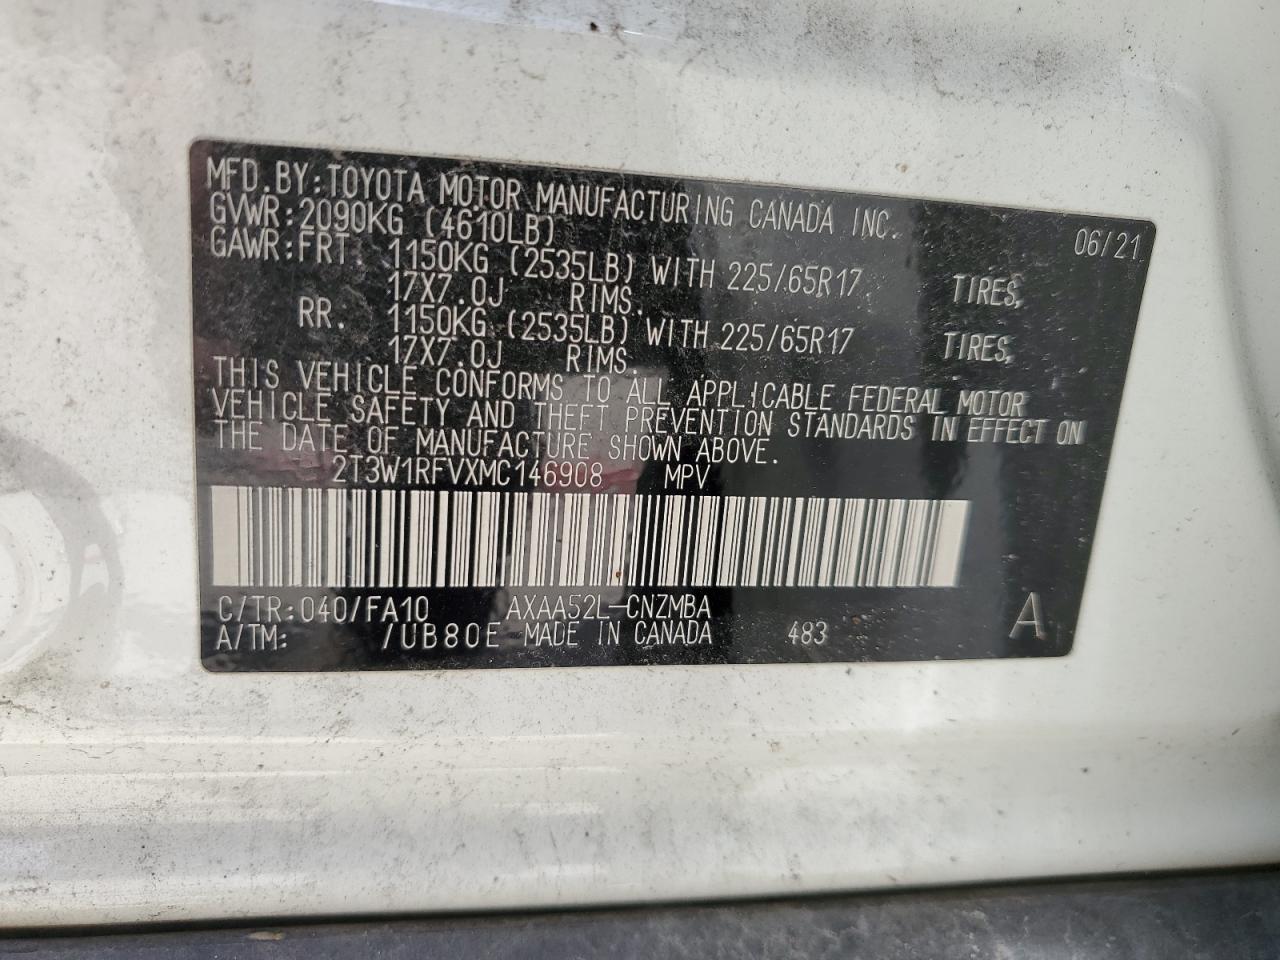 MFD.BY:TOYOTA MOTOR MANUFACTURING CANADA INC. 06/21
GVWR:2090KG (4610LB)
GAWR:FRT. 1150KG (2535LB) WITH 225/65R17 TIRES,
17X7.0J RIMS.
RR. 1150KG (2535LB) WITH 225/65R17 TIRES,
17X7.0J RIMS.
THIS VEHICLE CONFORMS TO ALL APPLICABLE FEDERAL MOTOR
VEHICLE SAFETY AND THEFT PREVENTION STANDARDS IN EFFECT ON
THE DATE OF MANUFACTURE SHOWN ABOVE.
2T3W1RFVXMC146908 MPV
C/TR:040/FA10 AXAA52L-CNZMBA A
A/TM: /UB80E MADE IN CANADA 483